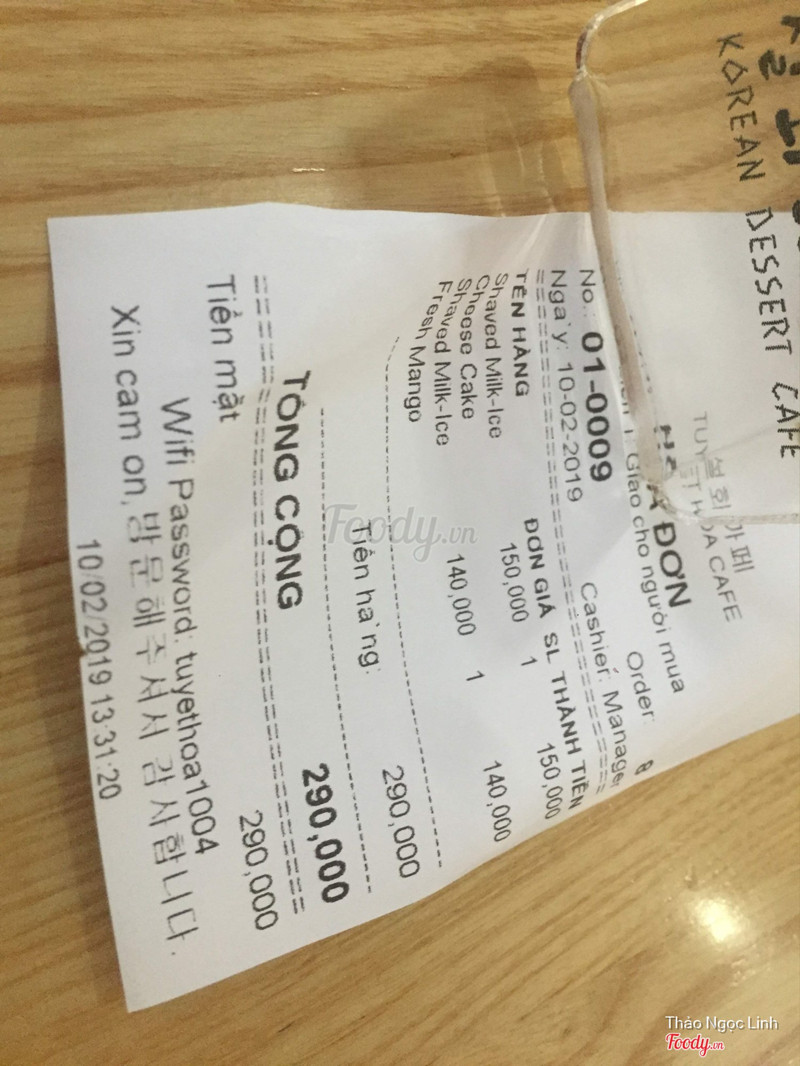 KOREAN DESSERT CAFE
설화카페
TUYẾT HOA CAFE
HOÁ ĐƠN
Liên 1: Giao cho người mua
No.: 01-0009 Order: 8
Ngày: 10-02-2019 Cashier: Manager
==============================
TÊN HÀNG ĐƠN GIÁ SL THÀNH TIỀN
Shaved Milk-Ice 150,000 1 150,000
Cheese Cake
Shaved Milk-Ice 140,000 1 140,000
Fresh Mango
Tiền hàng: 290,000
TỔNG CỘNG 290,000
==============================
Tiền mặt 290,000
Wifi Password: tuyethoa1004
Xin cam on, 방문해주셔서 감사합니다.
10/02/2019 13:31:20
Foody.vn
Thảo Ngọc Linh
Foody.vn